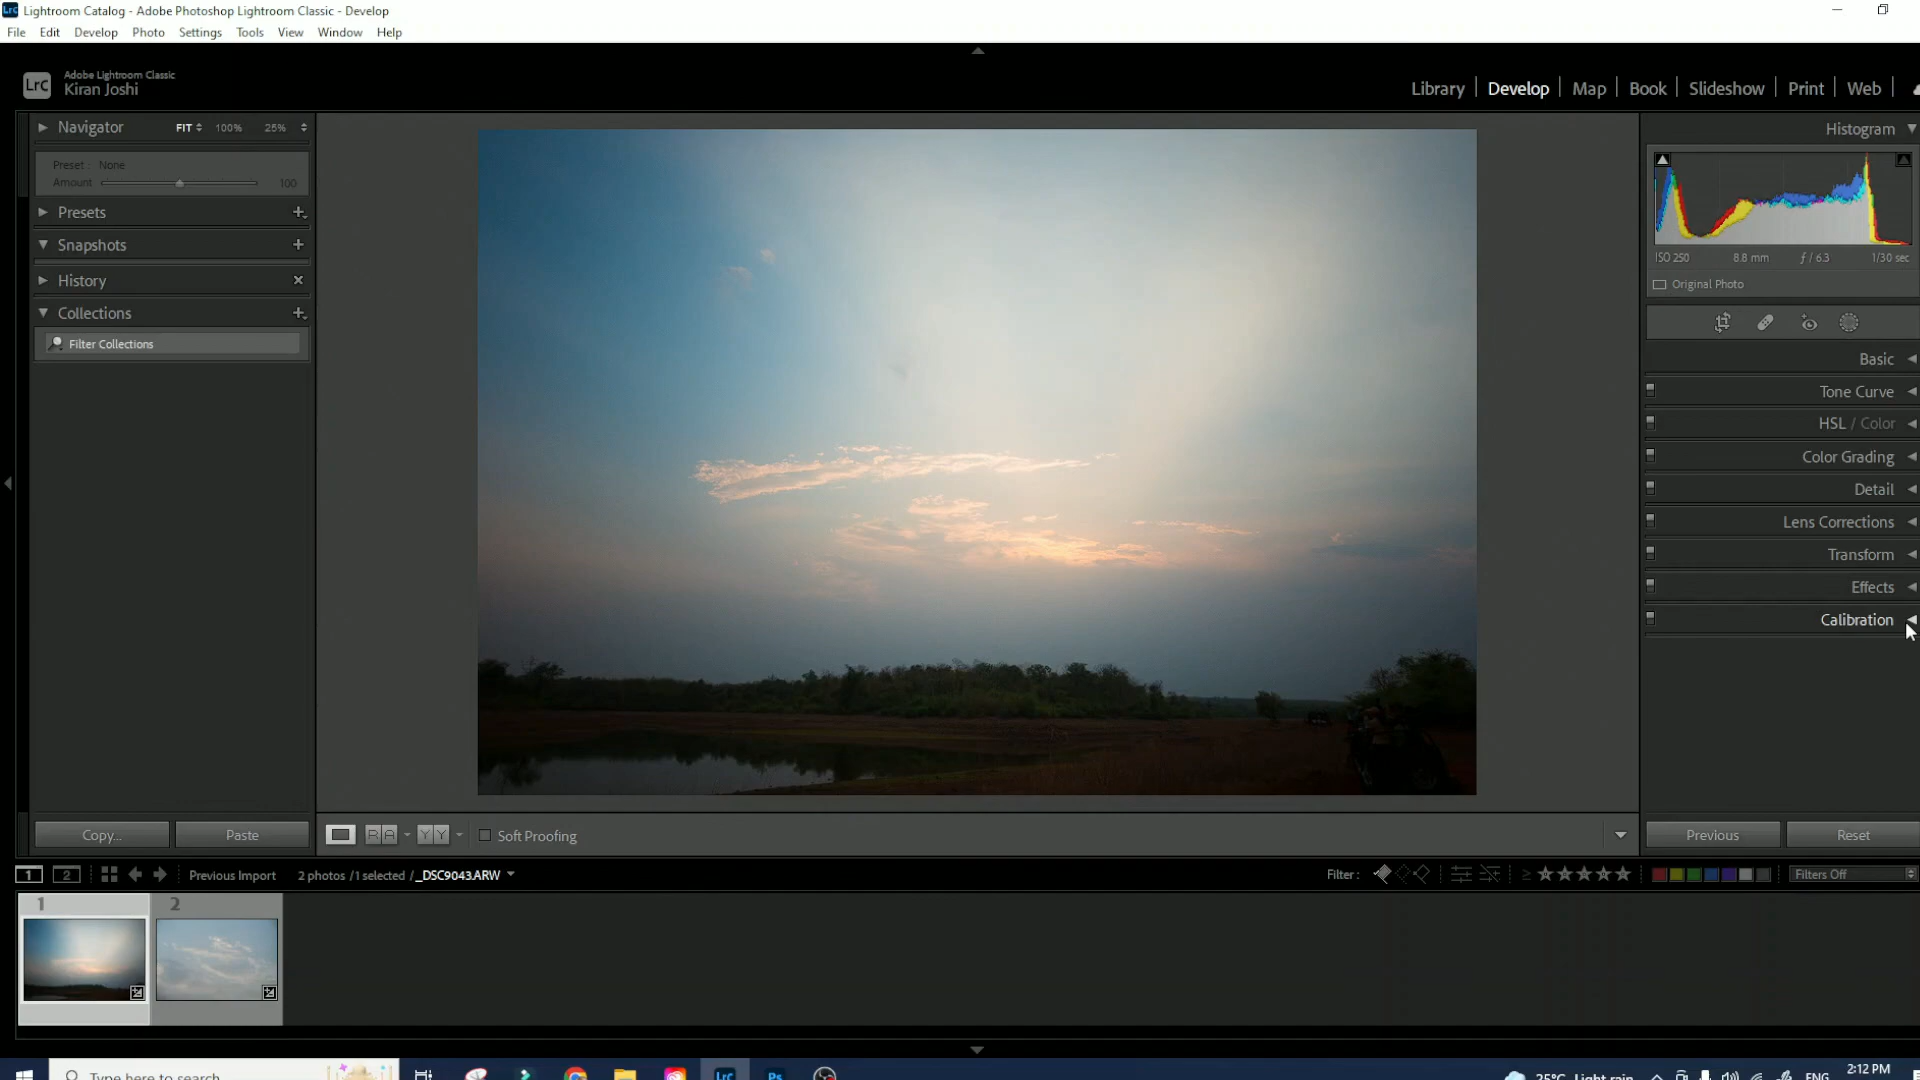 Lightroom Catalog - Adobe Photoshop Lightroom Classic - Develop
File Edit Develop Photo Settings Tools View Window Help
LrC Adobe Lightroom Classic
Kiran Joshi
Library | Develop | Map | Book | Slideshow | Print | Web |
Navigator FIT 100% 25%
Preset : None
Amount 100
Presets
Snapshots
History
Collections
Filter Collections
Histogram
ISO 250 8.8 mm f / 6.3 1/30 sec
Original Photo
Basic
Tone Curve
HSL / Color
Color Grading
Detail
Lens Corrections
Transform
Effects
Calibration
Copy... Paste
R A Y Y Soft Proofing
Previous Reset
1 2 Previous Import 2 photos / 1 selected / _DSC9043.ARW Filter : Filters Off
1 2
Type here to search LrC Ps 25°C Light rain ENG 2:12 PM